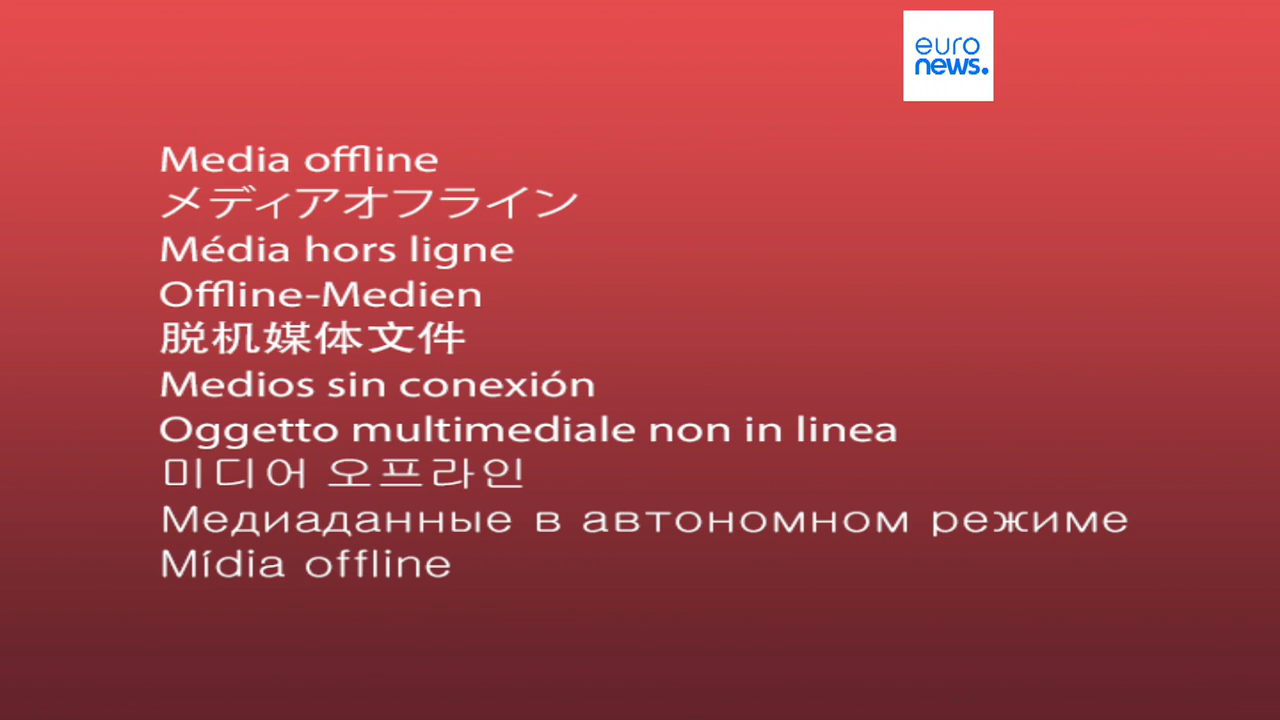 euro
news.
Media offline
メディアオフライン
Média hors ligne
Offline-Medien
脱机媒体文件
Medios sin conexión
Oggetto multimediale non in linea
미디어 오프라인
Медиаданные в автономном режиме
Mídia offline